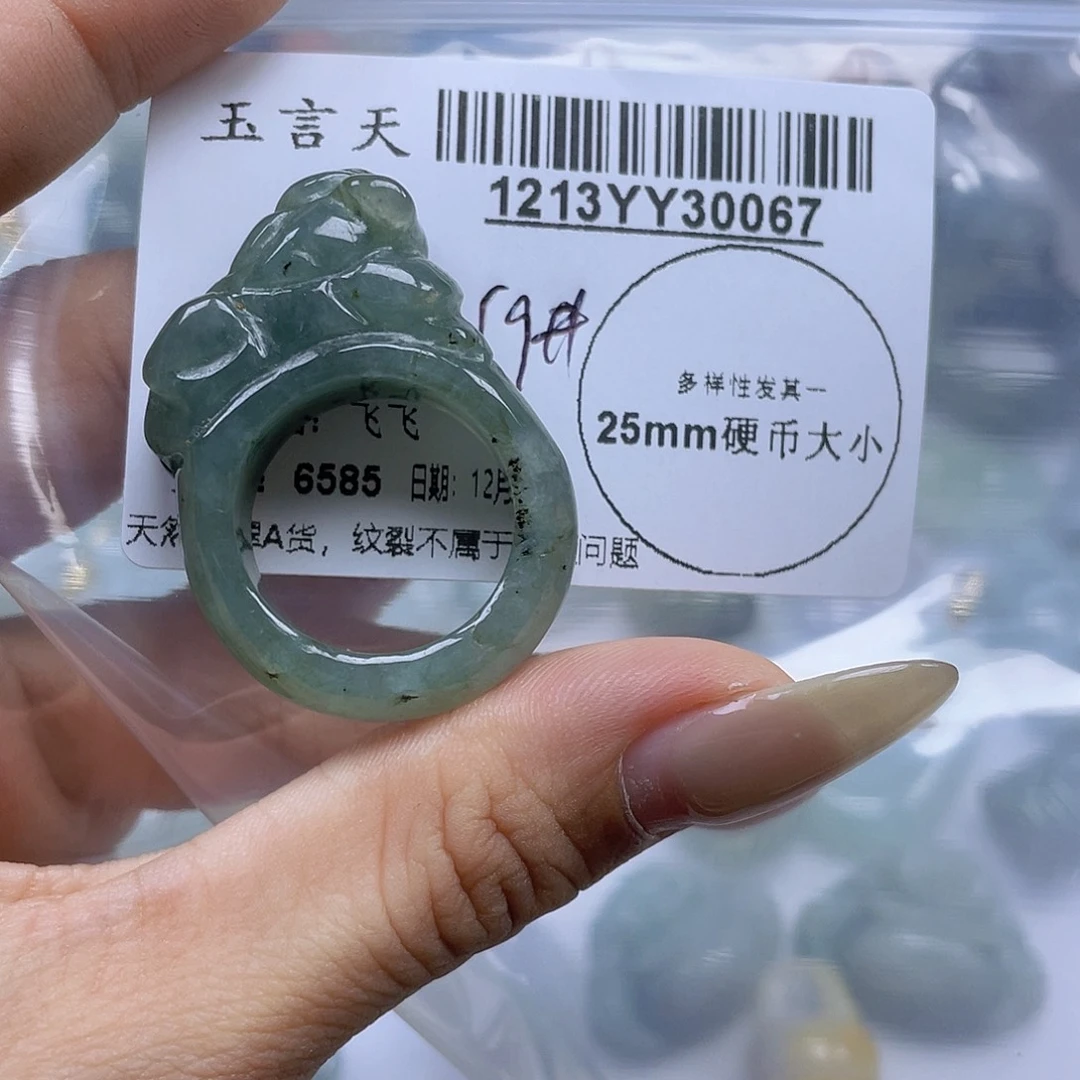 玉言天
1213YY30067
9#
多样性发其一
25mm硬币大小
飞飞
6585 日期：12月
天 A货，纹裂不属于 问题